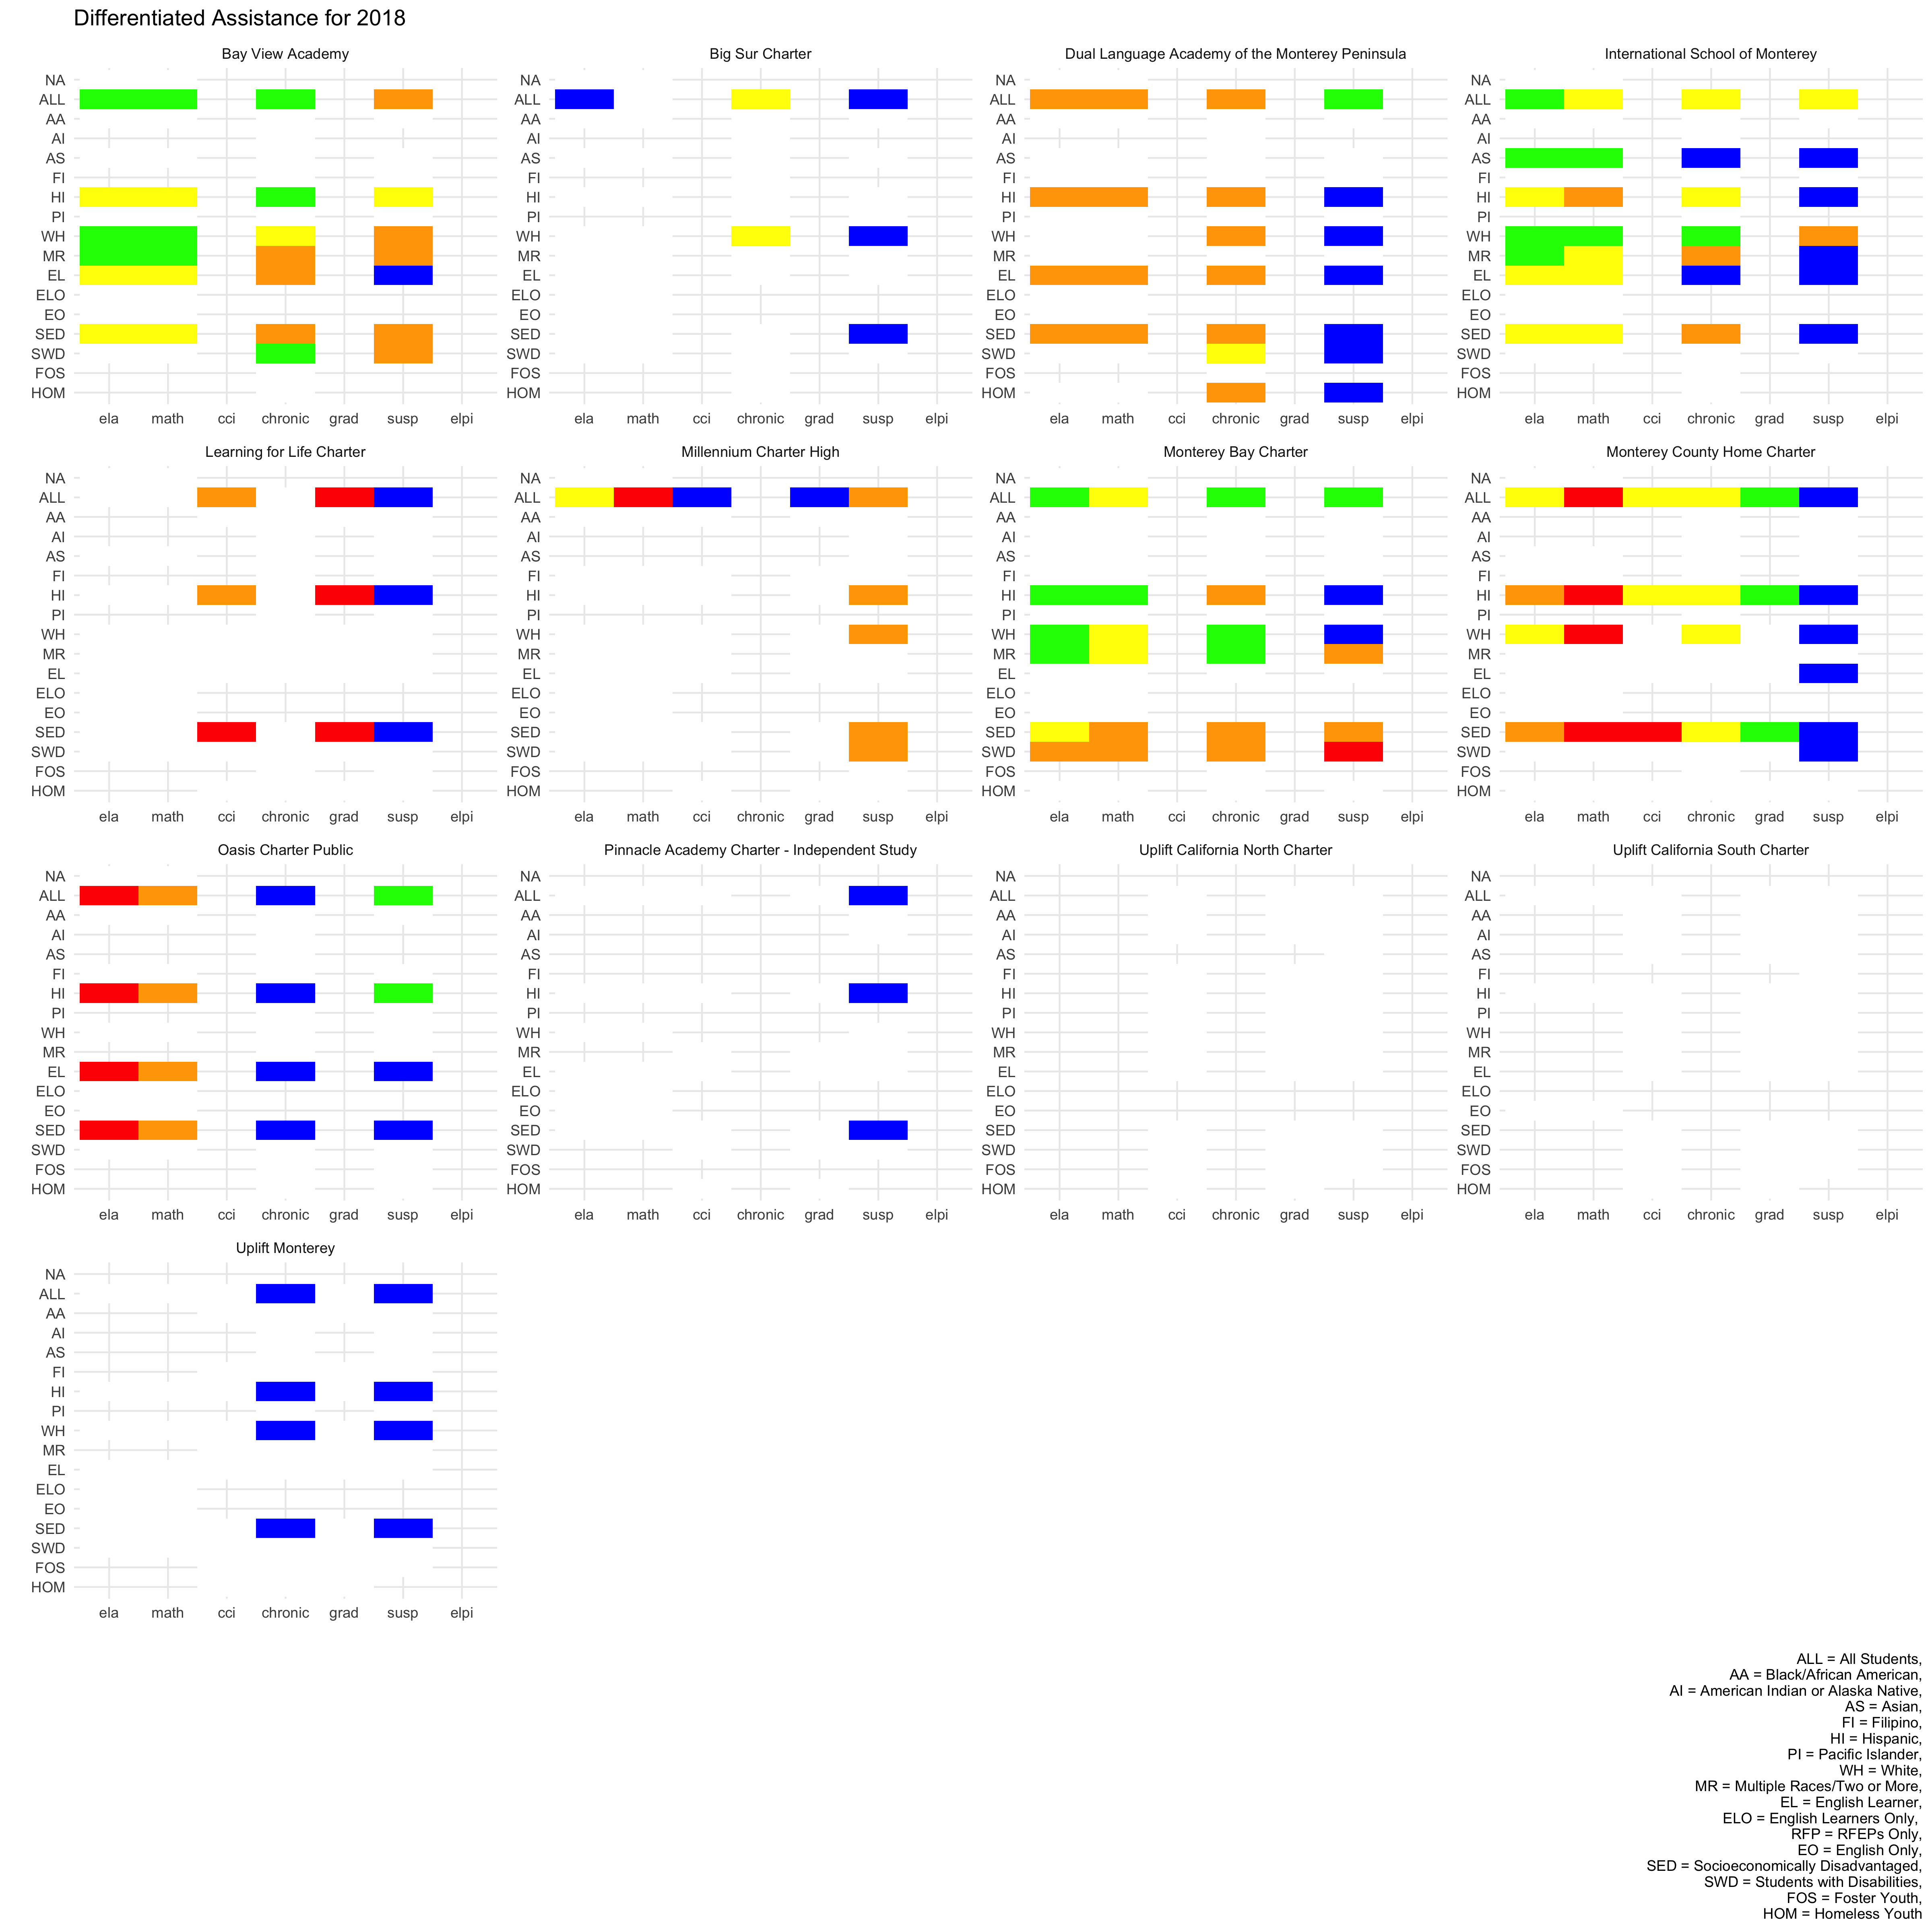 Differentiated Assistance for 2018
Bay View Academy
NA
ALL
AA
AI
AS
FI
HI
PI
WH
MR
EL
ELO
EO
SED
SWD
FOS
HOM
ela math cci chronic grad susp elpi
Big Sur Charter
NA
ALL
AA
AI
AS
FI
HI
PI
WH
MR
EL
ELO
EO
SED
SWD
FOS
HOM
ela math cci chronic grad susp elpi
Dual Language Academy of the Monterey Peninsula
NA
ALL
AA
AI
AS
FI
HI
PI
WH
MR
EL
ELO
EO
SED
SWD
FOS
HOM
ela math cci chronic grad susp elpi
International School of Monterey
NA
ALL
AA
AI
AS
FI
HI
PI
WH
MR
EL
ELO
EO
SED
SWD
FOS
HOM
ela math cci chronic grad susp elpi
Learning for Life Charter
NA
ALL
AA
AI
AS
FI
HI
PI
WH
MR
EL
ELO
EO
SED
SWD
FOS
HOM
ela math cci chronic grad susp elpi
Millennium Charter High
NA
ALL
AA
AI
AS
FI
HI
PI
WH
MR
EL
ELO
EO
SED
SWD
FOS
HOM
ela math cci chronic grad susp elpi
Monterey Bay Charter
NA
ALL
AA
AI
AS
FI
HI
PI
WH
MR
EL
ELO
EO
SED
SWD
FOS
HOM
ela math cci chronic grad susp elpi
Monterey County Home Charter
NA
ALL
AA
AI
AS
FI
HI
PI
WH
MR
EL
ELO
EO
SED
SWD
FOS
HOM
ela math cci chronic grad susp elpi
Oasis Charter Public
NA
ALL
AA
AI
AS
FI
HI
PI
WH
MR
EL
ELO
EO
SED
SWD
FOS
HOM
ela math cci chronic grad susp elpi
Pinnacle Academy Charter - Independent Study
NA
ALL
AA
AI
AS
FI
HI
PI
WH
MR
EL
ELO
EO
SED
SWD
FOS
HOM
ela math cci chronic grad susp elpi
Uplift California North Charter
NA
ALL
AA
AI
AS
FI
HI
PI
WH
MR
EL
ELO
EO
SED
SWD
FOS
HOM
ela math cci chronic grad susp elpi
Uplift California South Charter
NA
ALL
AA
AI
AS
FI
HI
PI
WH
MR
EL
ELO
EO
SED
SWD
FOS
HOM
ela math cci chronic grad susp elpi
Uplift Monterey
NA
ALL
AA
AI
AS
FI
HI
PI
WH
MR
EL
ELO
EO
SED
SWD
FOS
HOM
ela math cci chronic grad susp elpi
ALL = All Students,
AA = Black/African American,
AI = American Indian or Alaska Native,
AS = Asian,
FI = Filipino,
HI = Hispanic,
PI = Pacific Islander,
WH = White,
MR = Multiple Races/Two or More,
EL = English Learner,
ELO = English Learners Only,
RFP = RFEPs Only,
EO = English Only,
SED = Socioeconomically Disadvantaged,
SWD = Students with Disabilities,
FOS = Foster Youth,
HOM = Homeless Youth